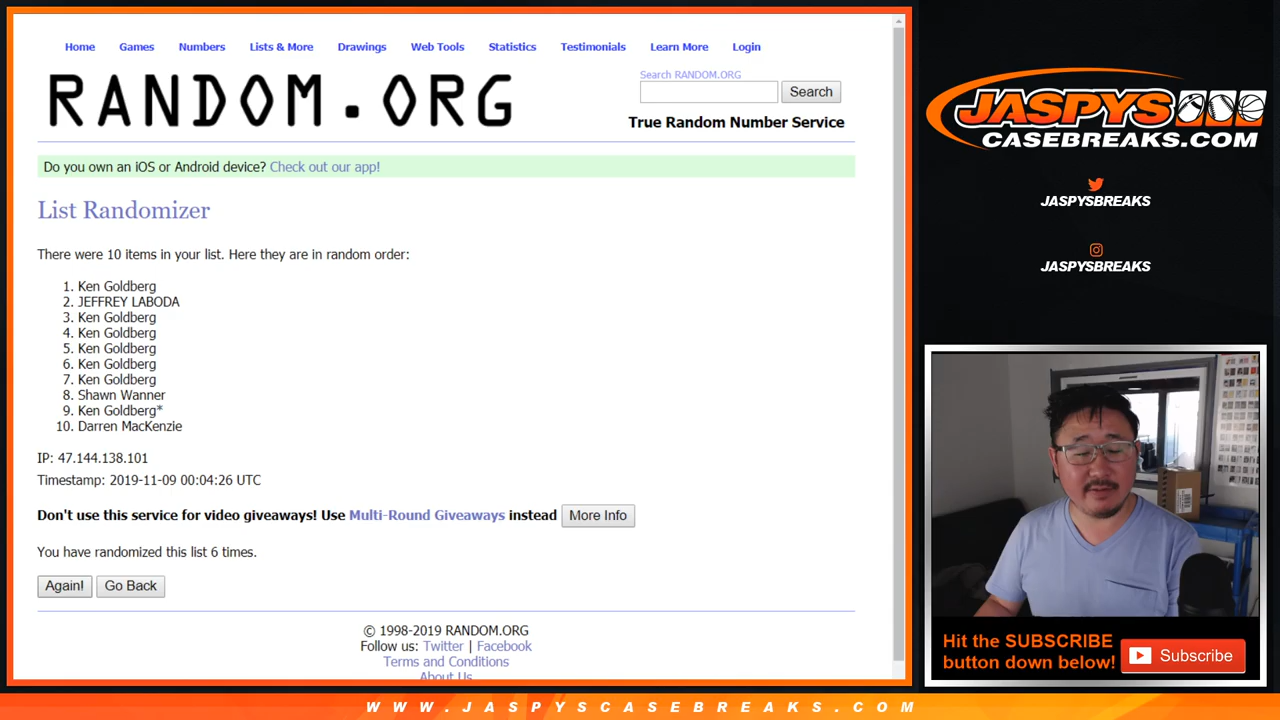 Home Games Numbers Lists & More Drawings Web Tools Statistics Testimonials Learn More Login
RANDOM.ORG
Search RANDOM.ORG
Search
True Random Number Service
Do you own an iOS or Android device? Check out our app!
List Randomizer
There were 10 items in your list. Here they are in random order:
1. Ken Goldberg
2. JEFFREY LABODA
3. Ken Goldberg
4. Ken Goldberg
5. Ken Goldberg
6. Ken Goldberg
7. Ken Goldberg
8. Shawn Wanner
9. Ken Goldberg*
10. Darren MacKenzie
IP: 47.144.138.101
Timestamp: 2019-11-09 00:04:26 UTC
Don't use this service for video giveaways! Use Multi-Round Giveaways instead More Info
You have randomized this list 6 times.
Again! Go Back
© 1998-2019 RANDOM.ORG
Follow us: Twitter | Facebook
Terms and Conditions
About Us
JASPYS
CASEBREAKS.COM
JASPYSBREAKS
JASPYSBREAKS
Hit the SUBSCRIBE
button down below!
Subscribe
WWW.JASPYSCASEBREAKS.COM